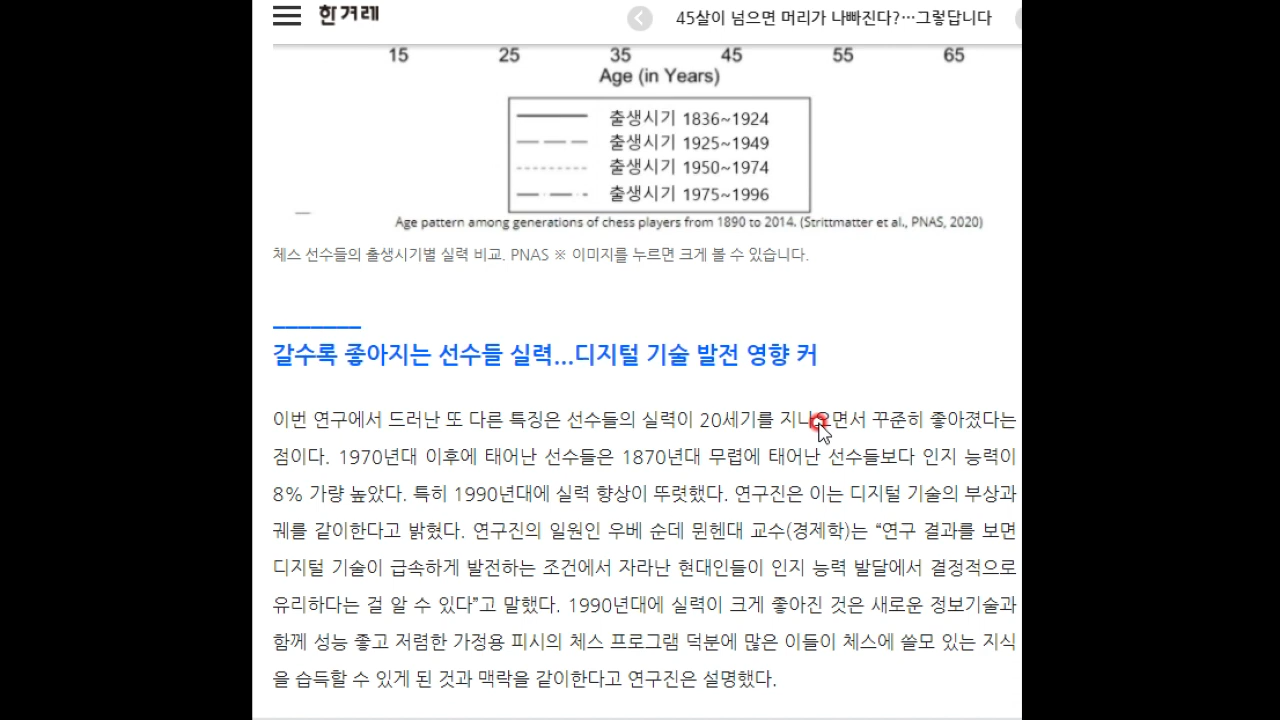 한겨레
45살이 넘으면 머리가 나빠진다?…그렇답니다
15 25 35 45 55 65
Age (in Years)
출생시기 1836~1924
출생시기 1925~1949
출생시기 1950~1974
출생시기 1975~1996
Age pattern among generations of chess players from 1890 to 2014. (Strittmatter et al., PNAS, 2020)
체스 선수들의 출생시기별 실력 비교. PNAS ※ 이미지를 누르면 크게 볼 수 있습니다.
갈수록 좋아지는 선수들 실력...디지털 기술 발전 영향 커
이번 연구에서 드러난 또 다른 특징은 선수들의 실력이 20세기를 지나오면서 꾸준히 좋아졌다는
점이다. 1970년대 이후에 태어난 선수들은 1870년대 무렵에 태어난 선수들보다 인지 능력이
8% 가량 높았다. 특히 1990년대에 실력 향상이 뚜렷했다. 연구진은 이는 디지털 기술의 부상과
궤를 같이한다고 밝혔다. 연구진의 일원인 우베 순데 뮌헨대 교수(경제학)는 “연구 결과를 보면
디지털 기술이 급속하게 발전하는 조건에서 자라난 현대인들이 인지 능력 발달에서 결정적으로
유리하다는 걸 알 수 있다”고 말했다. 1990년대에 실력이 크게 좋아진 것은 새로운 정보기술과
함께 성능 좋고 저렴한 가정용 피시의 체스 프로그램 덕분에 많은 이들이 체스에 쓸모 있는 지식
을 습득할 수 있게 된 것과 맥락을 같이한다고 연구진은 설명했다.